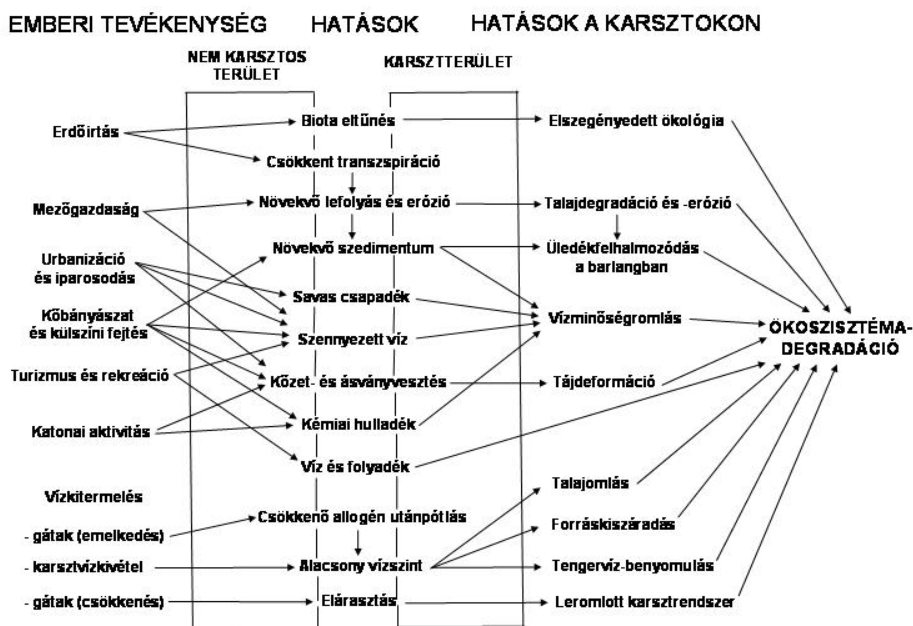 EMBERI TEVÉKENYSÉG
HATÁSOK
HATÁSOK A KARSZTOKON
NEM KARSZTOS
TERÜLET
KARSZTTERÜLET
Erdőirtás
Mezőgazdaság
Urbanizáció
és iparosodás
Kőbányászat
és külszíni fejtés
Turizmus és rekreáció
Katonai aktivitás
Vízkitermelés
- gátak (emelkedés)
- karsztvízkivétel
- gátak (csökkenés)
Biota eltűnés
Csökkent transzspiráció
Növekvő lefolyás és erózió
Növekvő szedimentum
Savas csapadék
Szennyezett víz
Kőzet- és ásványvesztés
Kémiai hulladék
Víz és folyadék
Csökkenő allogén utánpótlás
Alacsony vízszint
Elárasztás
Elszegényedett ökológia
Talajdegradáció és -erózió
Üledékfelhalmozódás
a barlangban
Vízminőségromlás
Tájdeformáció
Talajomlás
Forráskiszáradás
Tengervíz-benyomulás
Leromlott karsztrendszer
ÖKOSZISZTÉMA-
DEGRADÁCIÓ